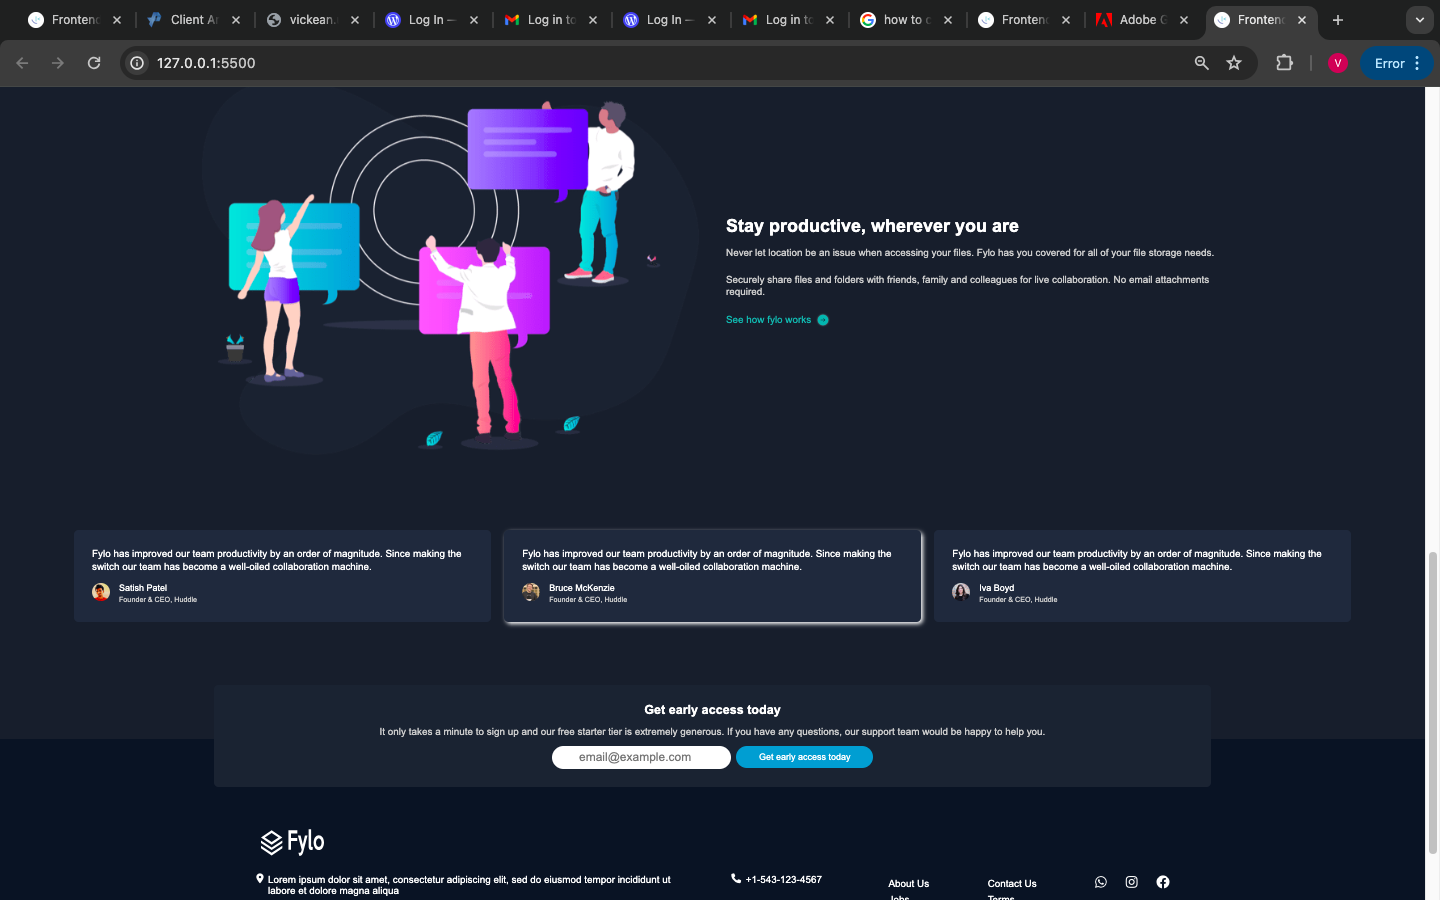 Frontend
Client Ar
vickean.
Log In —
Log in to
Log In —
Log in to
how to c
Frontend
Adobe G
Frontend
127.0.0.1:5500
V
Error
Stay productive, wherever you are
Never let location be an issue when accessing your files. Fylo has you covered for all of your file storage needs.
Securely share files and folders with friends, family and colleagues for live collaboration. No email attachments
required.
See how fylo works
Fylo has improved our team productivity by an order of magnitude. Since making the
switch our team has become a well-oiled collaboration machine.
Satish Patel
Founder & CEO, Huddle
Fylo has improved our team productivity by an order of magnitude. Since making the
switch our team has become a well-oiled collaboration machine.
Bruce McKenzie
Founder & CEO, Huddle
Fylo has improved our team productivity by an order of magnitude. Since making the
switch our team has become a well-oiled collaboration machine.
Iva Boyd
Founder & CEO, Huddle
Get early access today
It only takes a minute to sign up and our free starter tier is extremely generous. If you have any questions, our support team would be happy to help you.
email@example.com
Get early access today
Fylo
Lorem ipsum dolor sit amet, consectetur adipiscing elit, sed do eiusmod tempor incididunt ut
labore et dolore magna aliqua
+1-543-123-4567
About Us
Jobs
Contact Us
Terms